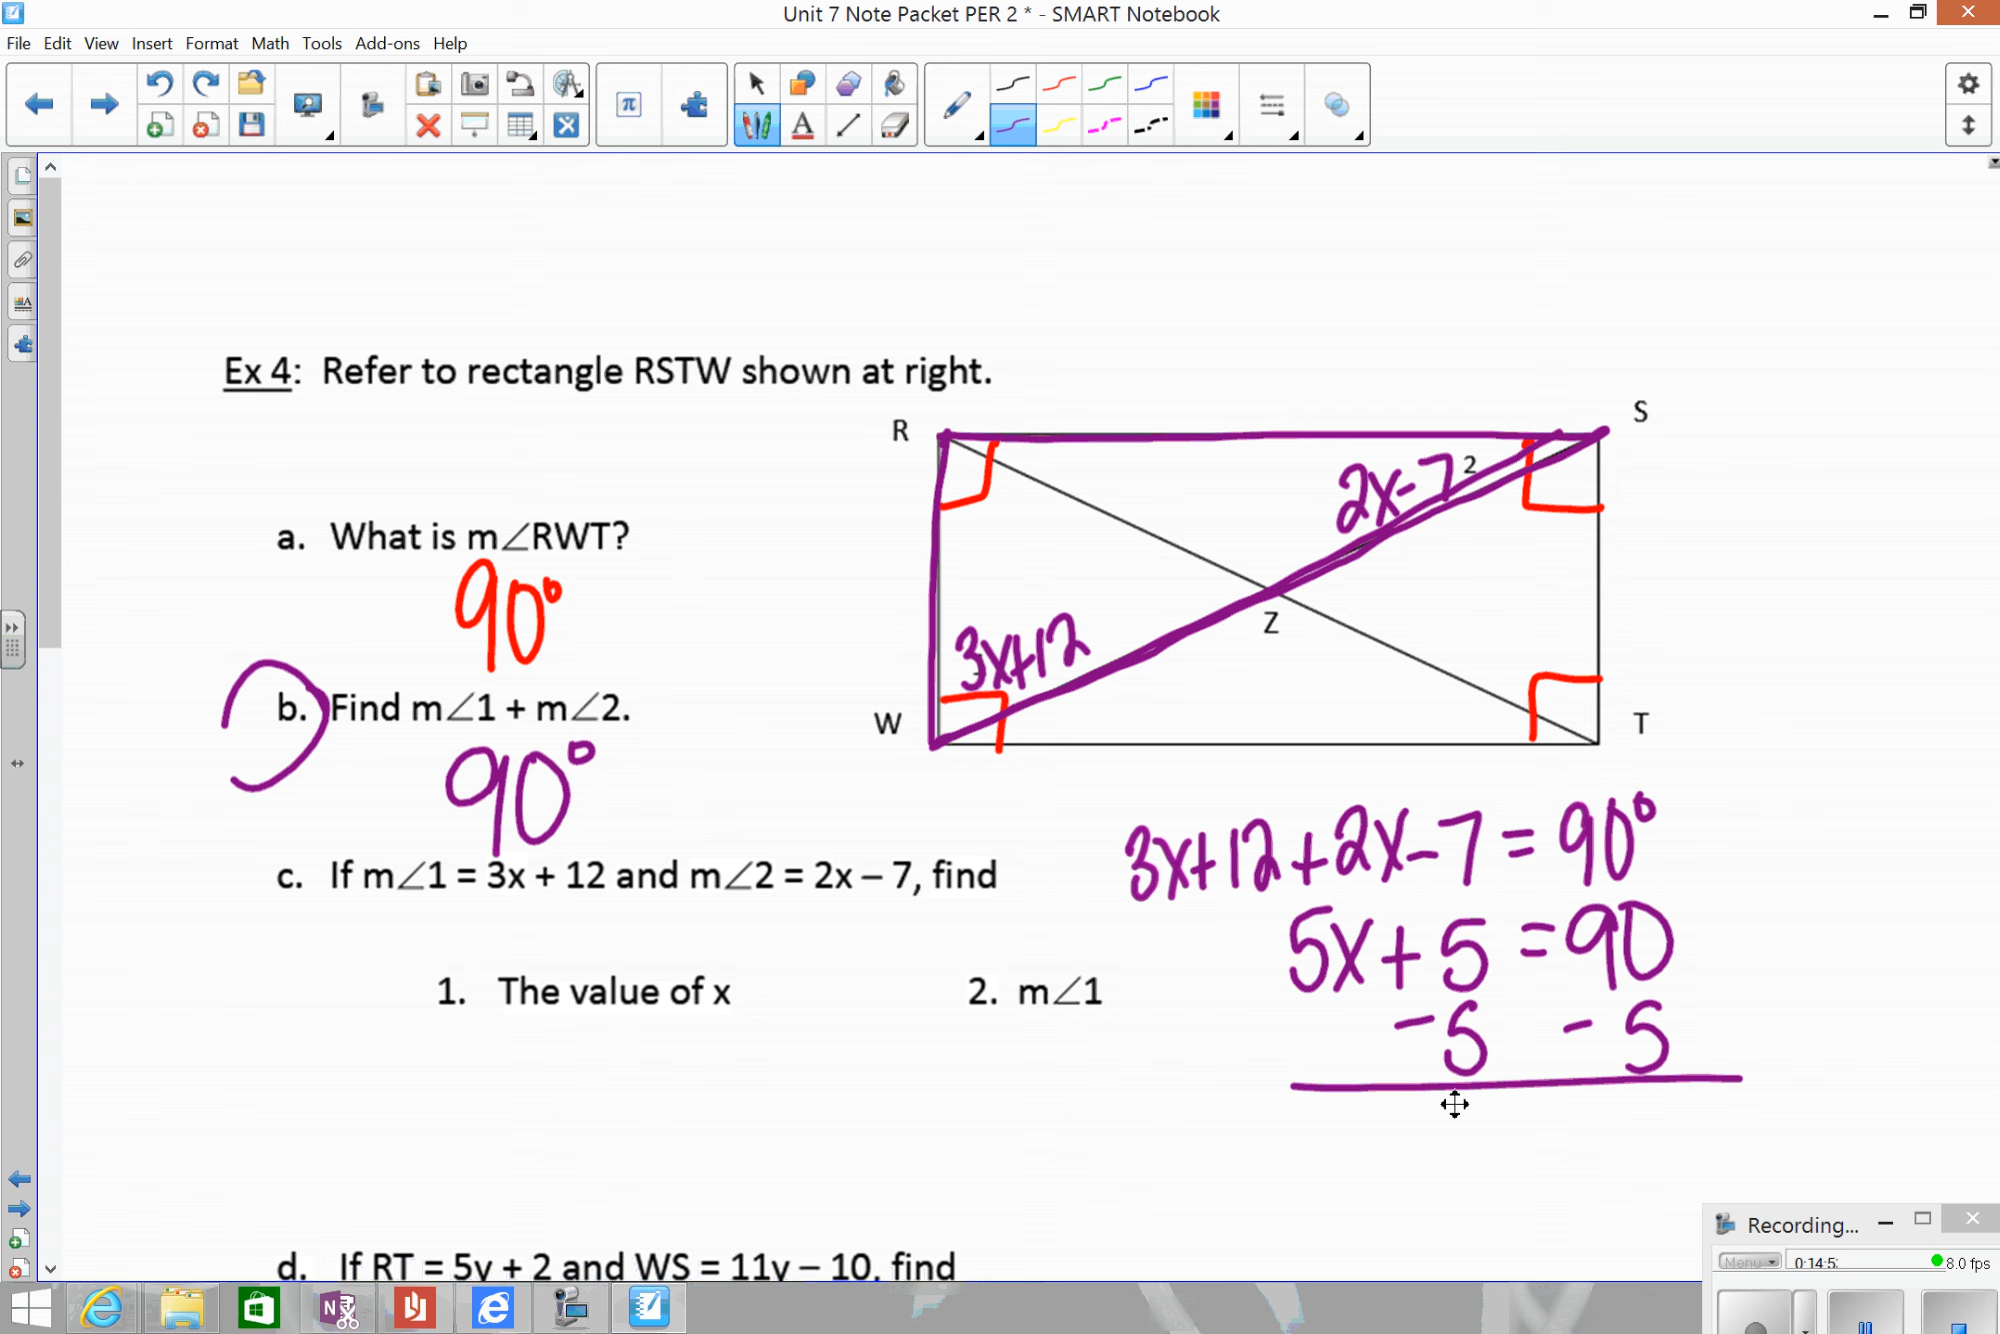 Unit 7 Note Packet PER 2 * - SMART Notebook
File Edit View Insert Format Math Tools Add-ons Help
Ex 4: Refer to rectangle RSTW shown at right.
R
S
2x-7
2
a. What is m∠RWT?
90°
Z
3x+12
b. Find m∠1 + m∠2.
W
T
90°
3x+12+2x-7=90°
c. If m∠1 = 3x + 12 and m∠2 = 2x – 7, find
5x+5=90
1. The value of x
2. m∠1
-5 -5
d. If RT = 5y + 2 and WS = 11y – 10, find
Recording...
Menu
0:14:5
8.0 fps